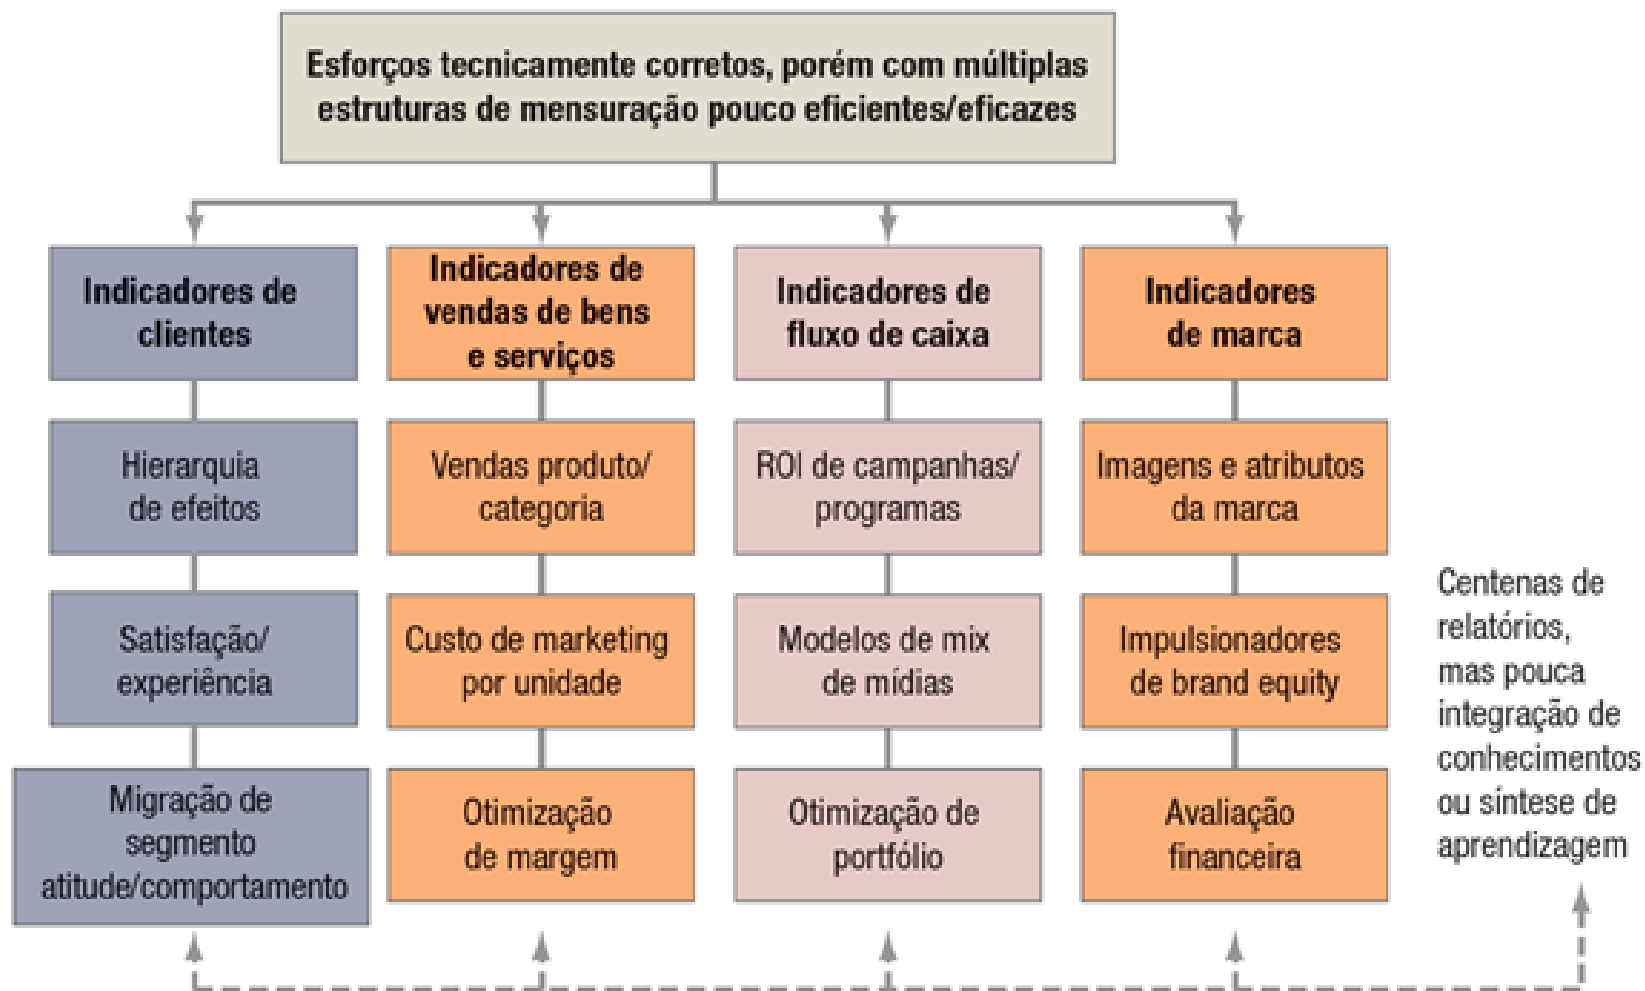 Esforços tecnicamente corretos, porém com múltiplas
estruturas de mensuração pouco eficientes/eficazes
Indicadores de
clientes
Hierarquia
de efeitos
Satisfação/
experiência
Migração de
segmento
atitude/comportamento
Indicadores de
vendas de bens
e serviços
Vendas produto/
categoria
Custo de marketing
por unidade
Otimização
de margem
Indicadores de
fluxo de caixa
ROI de campanhas/
programas
Modelos de mix
de mídias
Otimização de
portfólio
Indicadores
de marca
Imagens e atributos
da marca
Impulsionadores
de brand equity
Avaliação
financeira
Centenas de
relatórios,
mas pouca
integração de
conhecimentos
ou síntese de
aprendizagem